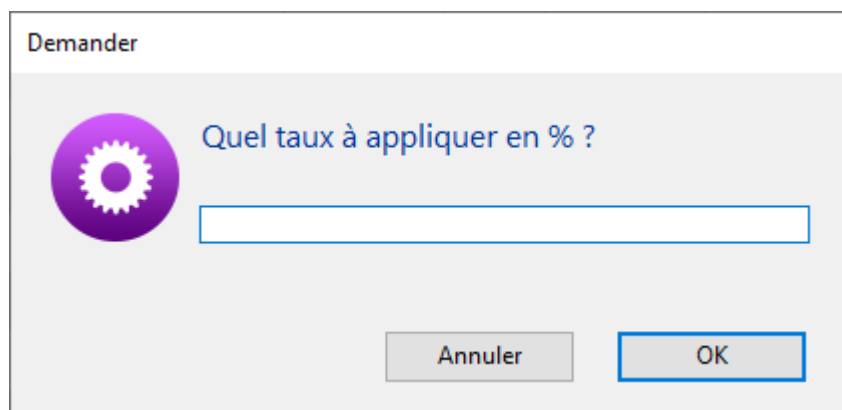 Demander
Quel taux à appliquer en % ?
Annuler
OK